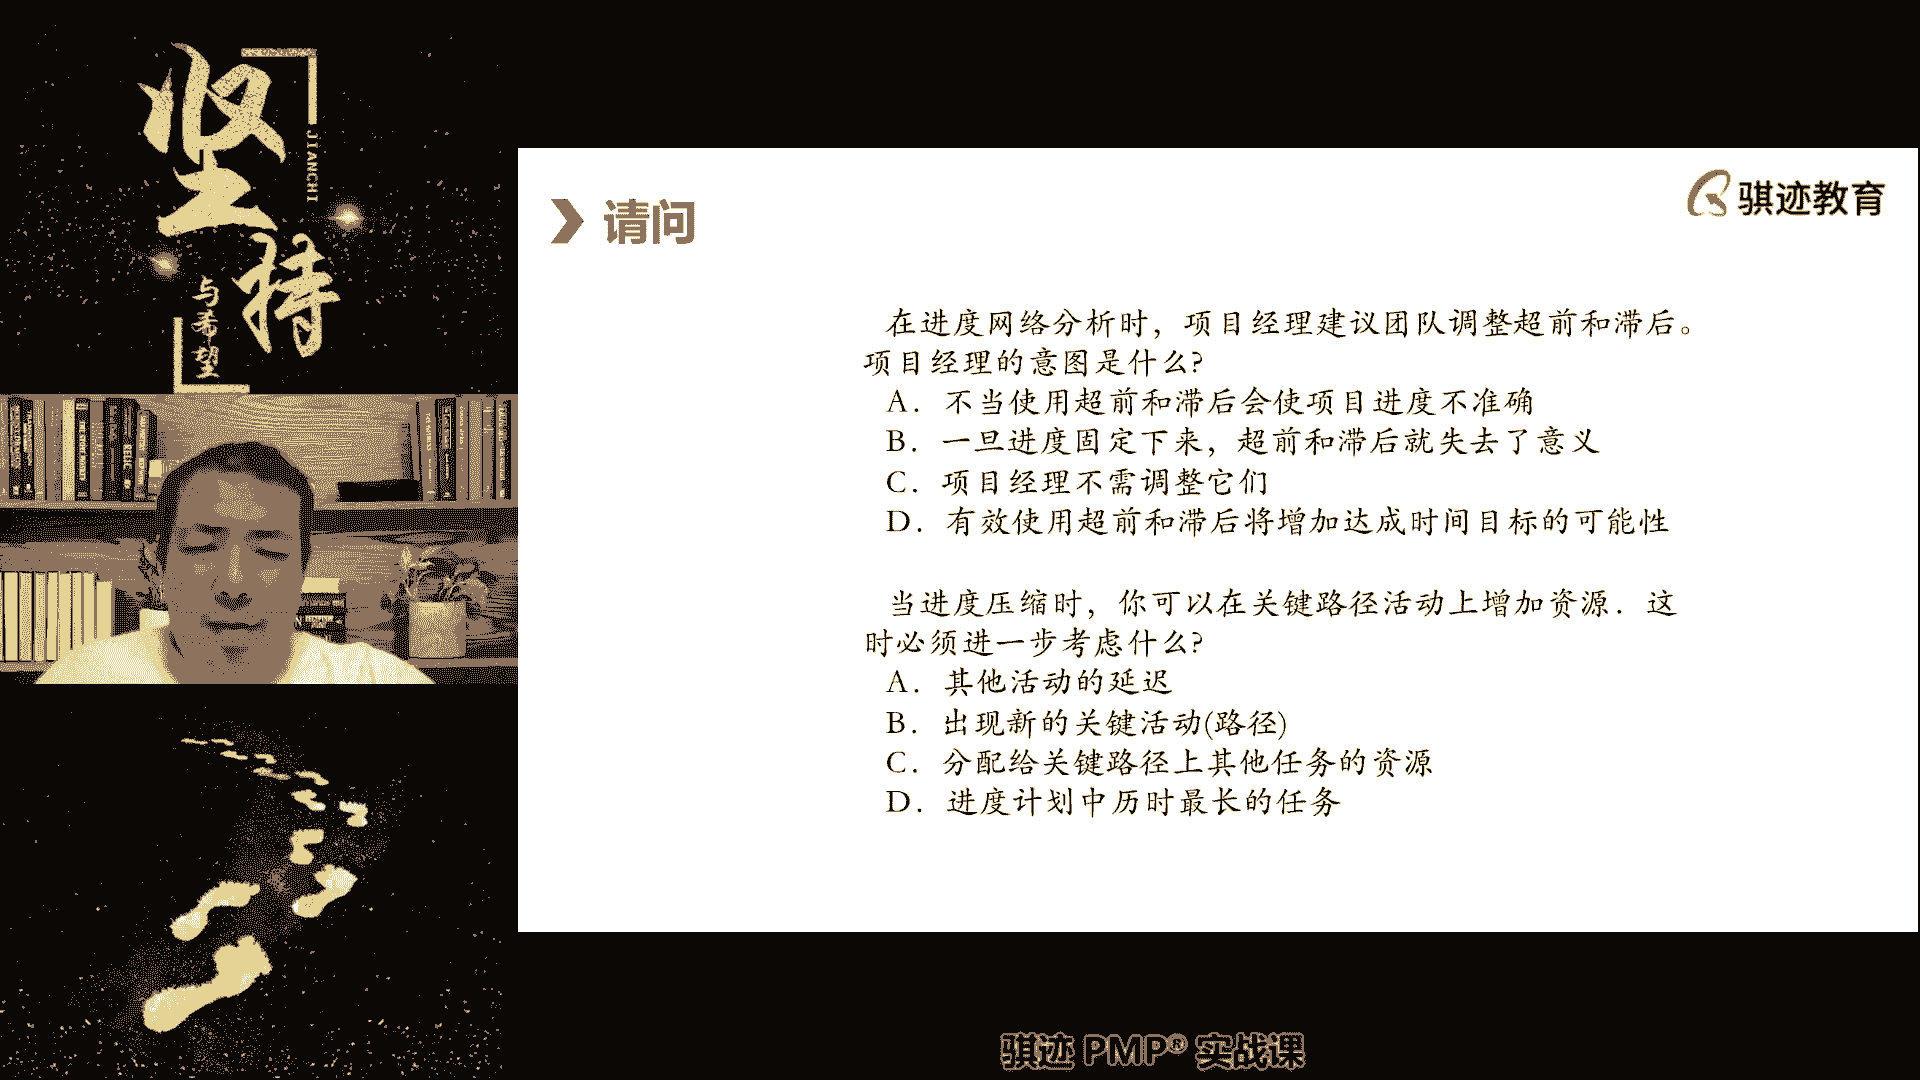 坚持
JIANCHI
与希望
请问
骐迹教育
在进度网络分析时，项目经理建议团队调整超前和滞后。
项目经理的意图是什么?
A．不当使用超前和滞后会使项目进度不准确
B．一旦进度固定下来，超前和滞后就失去了意义
C．项目经理不需调整它们
D．有效使用超前和滞后将增加达成时间目标的可能性
当进度压缩时，你可以在关键路径活动上增加资源．这
时必须进一步考虑什么?
A．其他活动的延迟
B．出现新的关键活动(路径)
C．分配给关键路径上其他任务的资源
D．进度计划中历时最长的任务
骐迹 PMP® 实战课